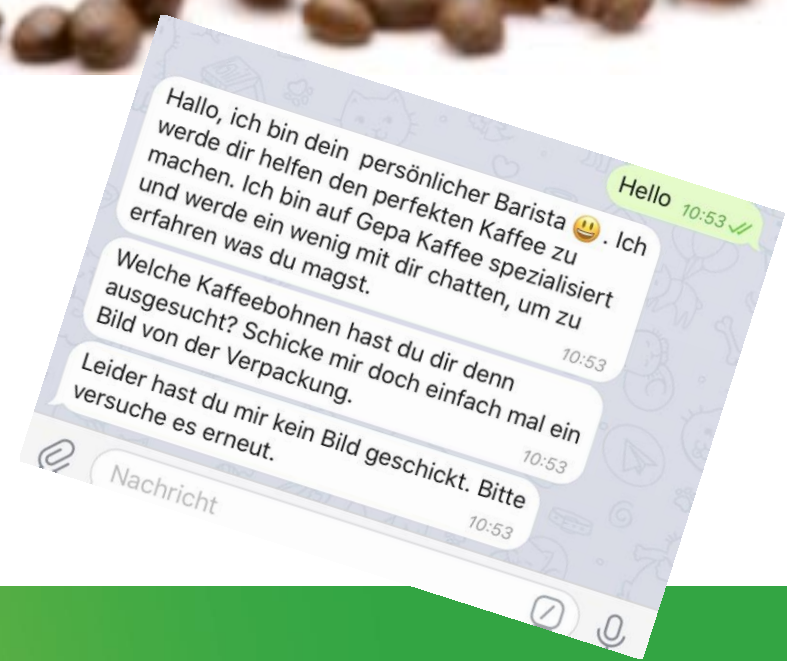 Hello 10:53
Hallo, ich bin dein persönlicher Barista 😃. Ich
werde dir helfen den perfekten Kaffee zu
machen. Ich bin auf Gepa Kaffee spezialisiert
und werde ein wenig mit dir chatten, um zu
erfahren was du magst.
10:53
Welche Kaffeebohnen hast du dir denn
ausgesucht? Schicke mir doch einfach mal ein
Bild von der Verpackung.
10:53
Leider hast du mir kein Bild geschickt. Bitte
versuche es erneut.
10:53
Nachricht